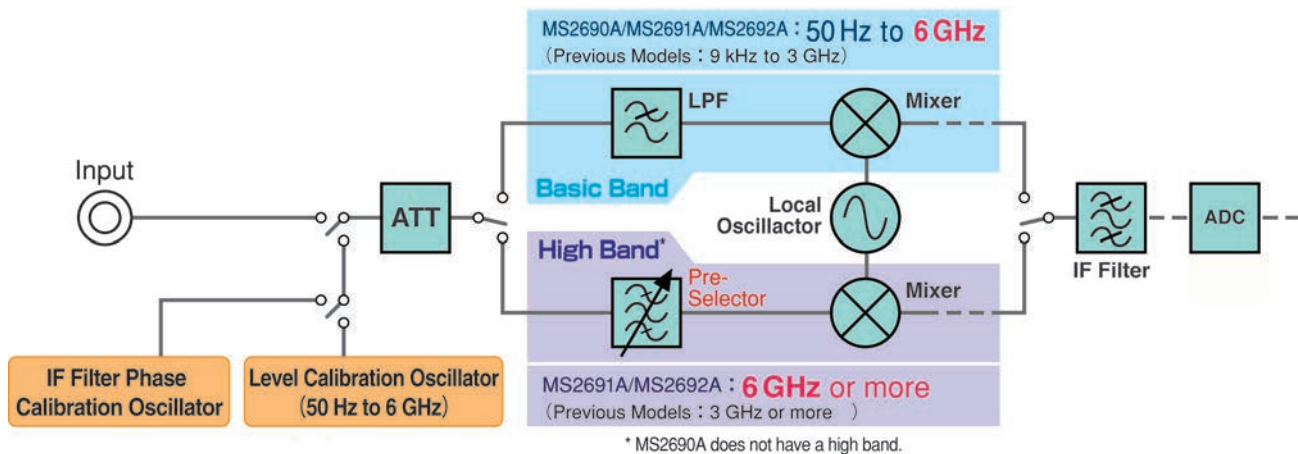 MS2690A/MS2691A/MS2692A : 50 Hz to 6 GHz
(Previous Models : 9 kHz to 3 GHz)
LPF
Mixer
Input
Basic Band
ATT
Local
Oscillactor
ADC
High Band*
IF Filter
Pre-
Selector
Mixer
IF Filter Phase
Calibration Oscillator
Level Calibration Oscillator
(50 Hz to 6 GHz)
MS2691A/MS2692A : 6 GHz or more
(Previous Models : 3 GHz or more )
* MS2690A does not have a high band.